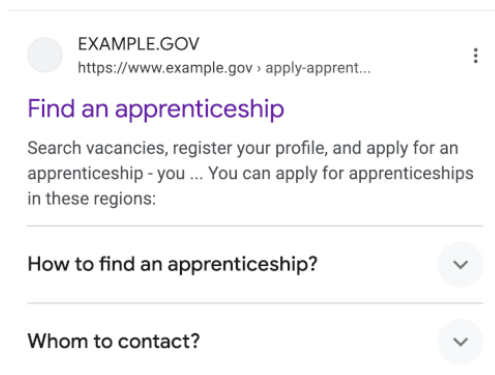 EXAMPLE.GOV
https://www.example.gov › apply-apprent...
Find an apprenticeship
Search vacancies, register your profile, and apply for an
apprenticeship - you ... You can apply for apprenticeships
in these regions:
How to find an apprenticeship?
Whom to contact?